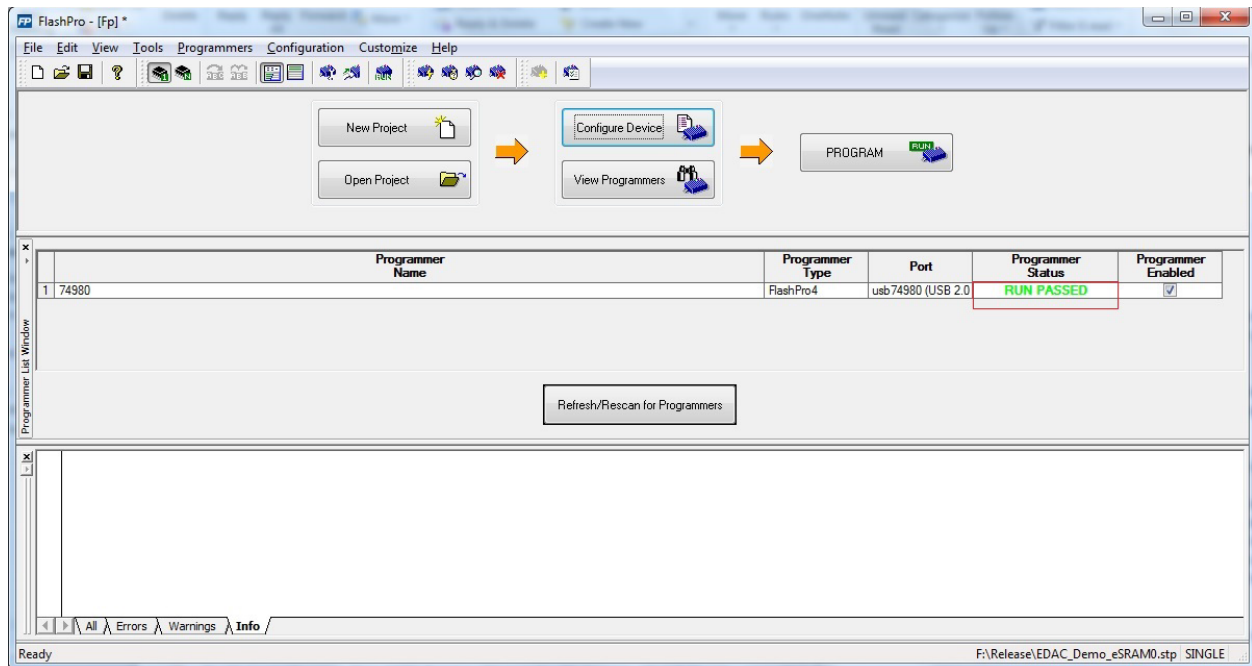 FlashPro - [Fp] *
File Edit View Tools Programmers Configuration Customize Help
New Project
Configure Device
PROGRAM
RUN
Open Project
View Programmers
Programmer Name
Programmer Type
Port
Programmer Status
Programmer Enabled
1 74980 FlashPro4 usb74980 (USB 2.0 RUN PASSED
Programmer List Window
Refresh/Rescan for Programmers
All Errors Warnings Info
Ready F:\Release\EDAC_Demo_eSRAM0.stp SINGLE